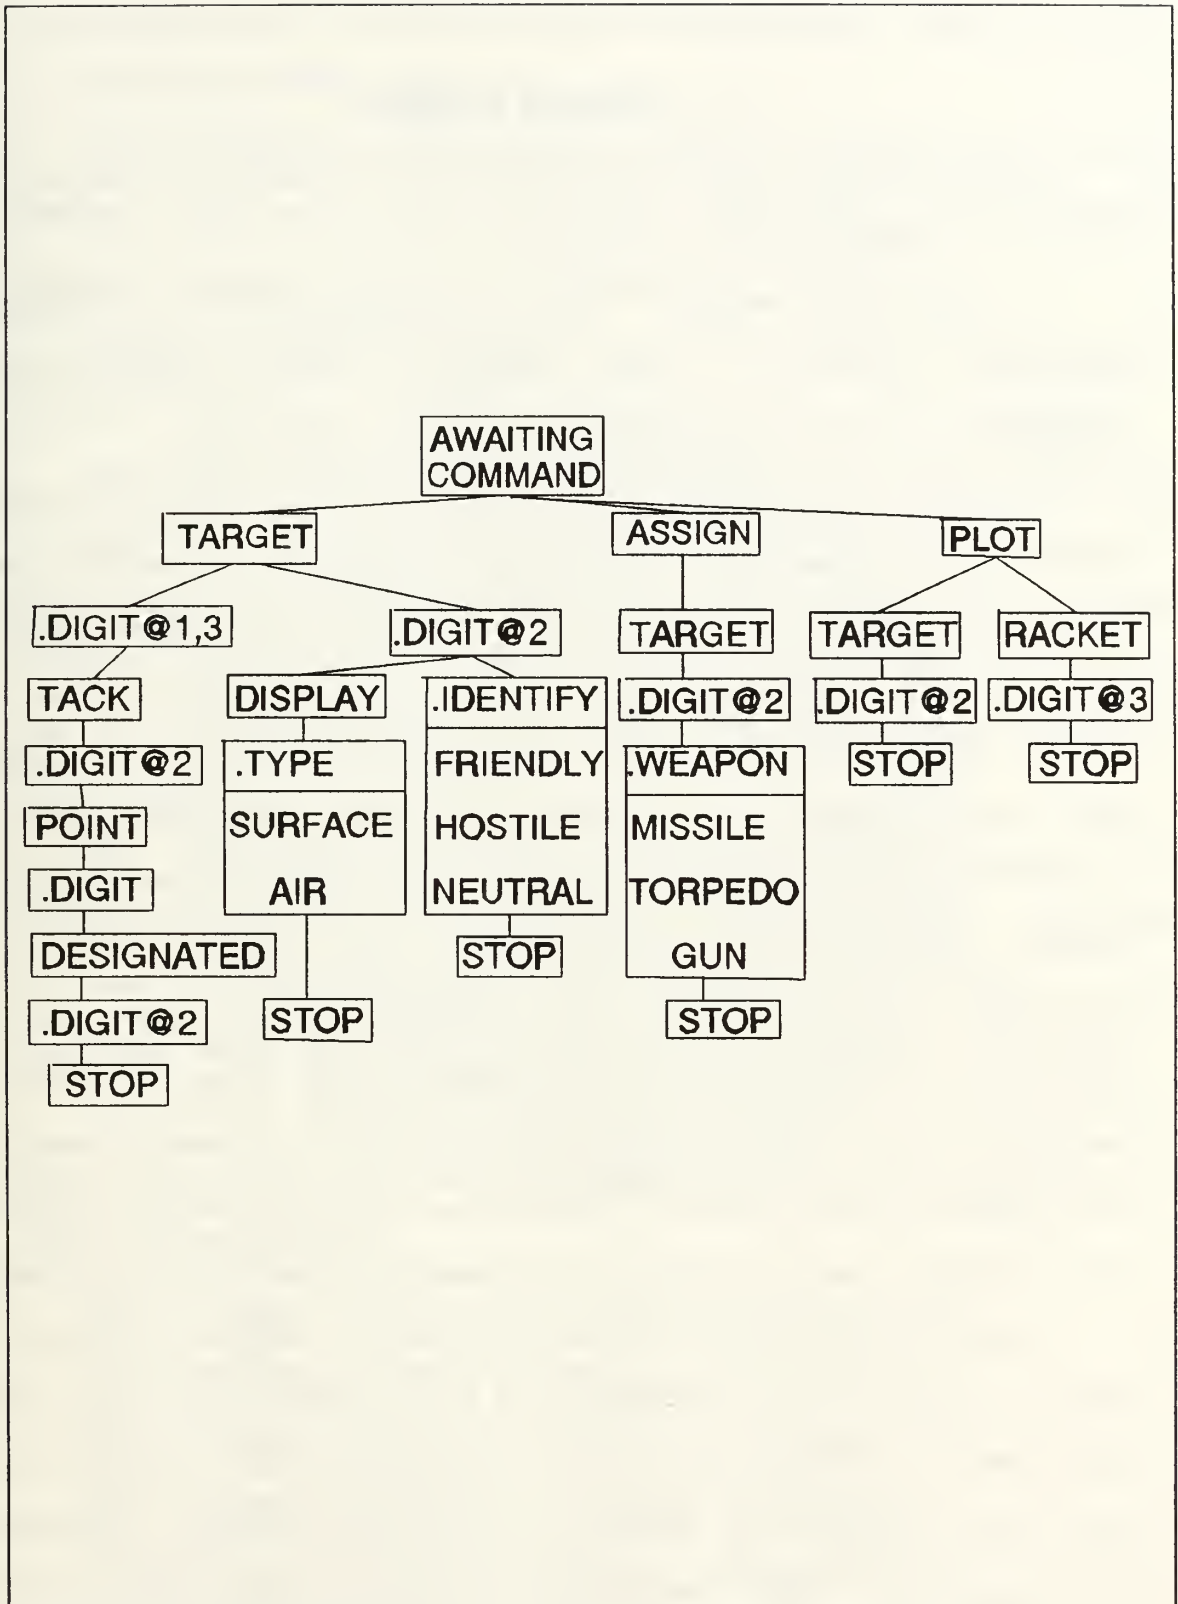 AWAITING
COMMAND
TARGET
ASSIGN
PLOT
.DIGIT@1,3
.DIGIT@2
TARGET
TARGET
RACKET
TACK
DISPLAY
.IDENTIFY
.DIGIT@2
.DIGIT@2
.DIGIT@3
.DIGIT@2
.TYPE
FRIENDLY
.WEAPON
STOP
STOP
POINT
SURFACE
HOSTILE
MISSILE
.DIGIT
AIR
NEUTRAL
TORPEDO
DESIGNATED
STOP
GUN
.DIGIT@2
STOP
STOP
STOP